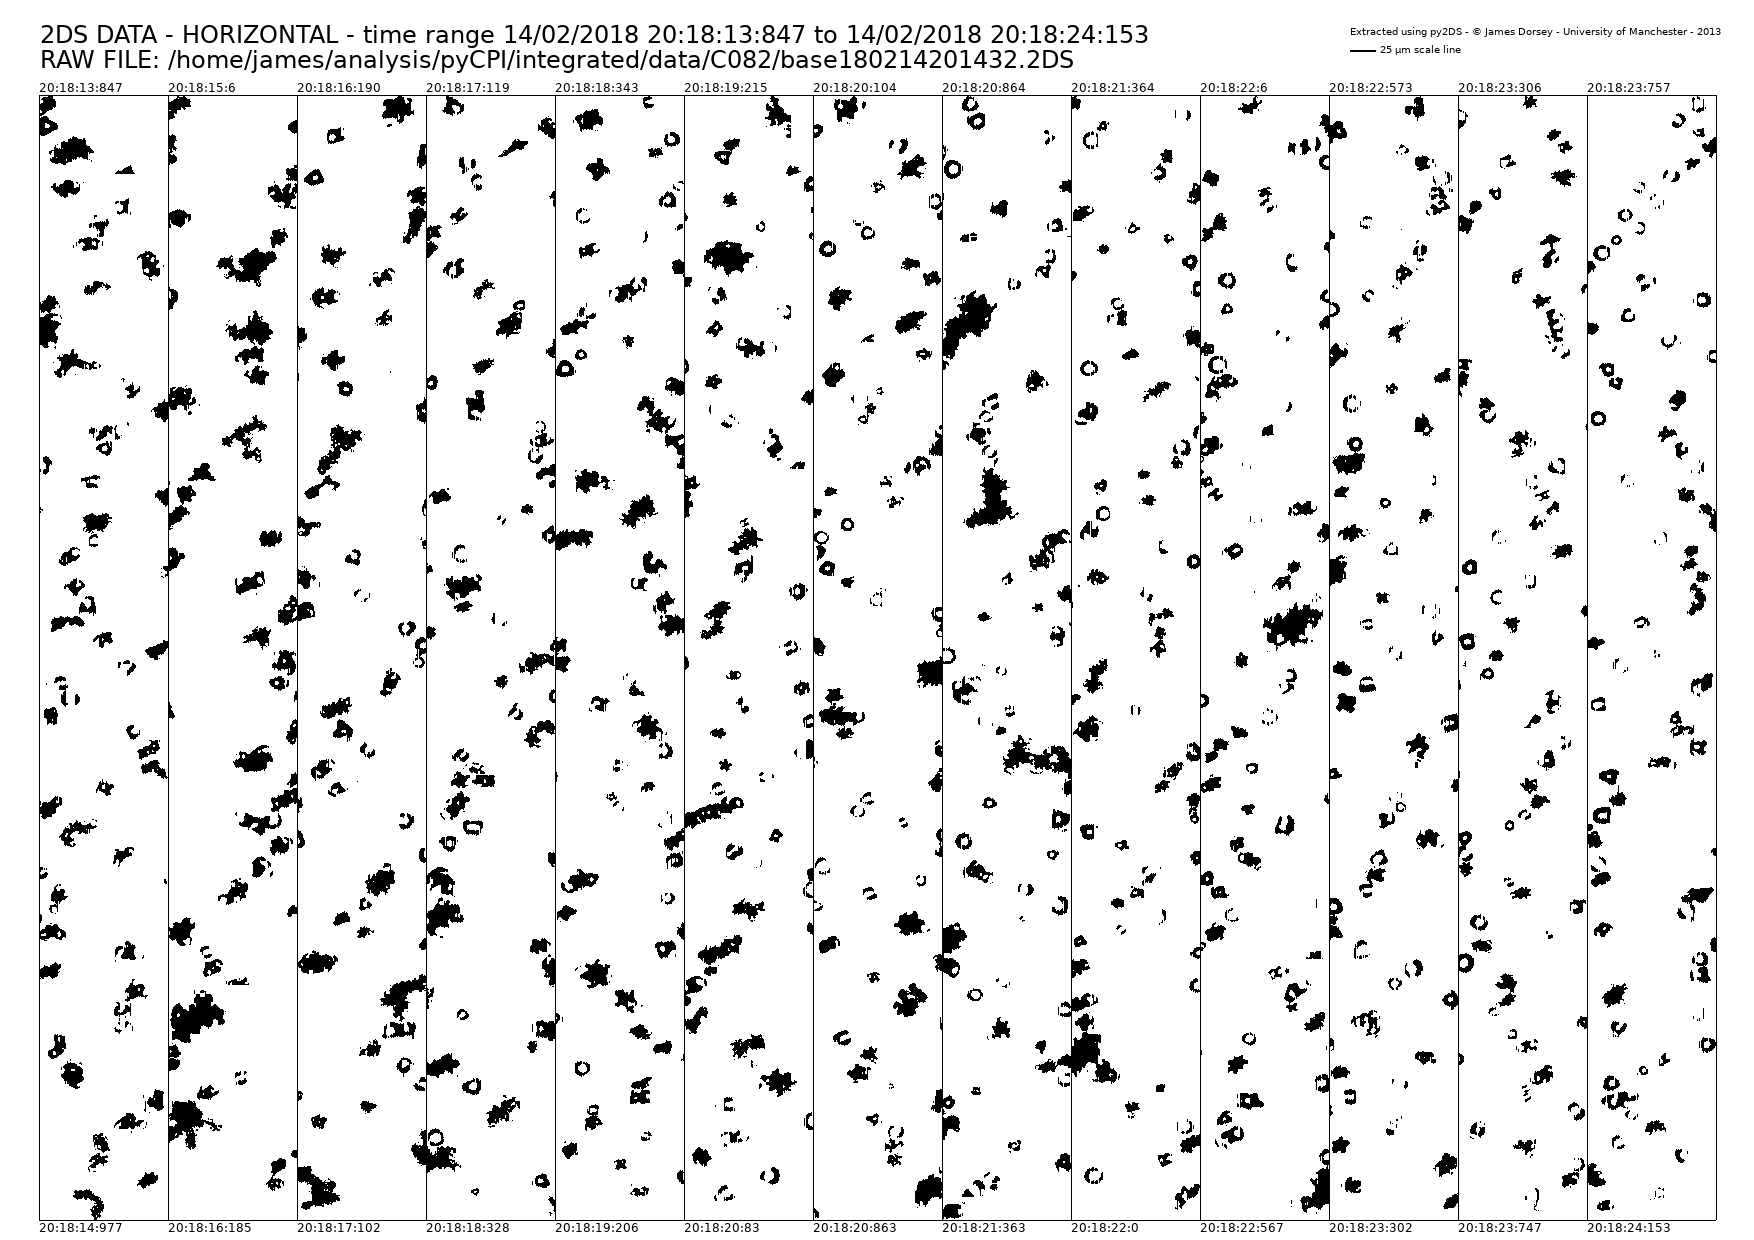 2DS DATA - HORIZONTAL - time range 14/02/2018 20:18:13:847 to 14/02/2018 20:18:24:153
RAW FILE: /home/james/analysis/pyCPI/integrated/data/C082/base180214201432.2DS
Extracted using py2DS - © James Dorsey - University of Manchester - 2013
25 µm scale line
20:18:13:847 20:18:15:6 20:18:16:190 20:18:17:119 20:18:18:343 20:18:19:215 20:18:20:104 20:18:20:864 20:18:21:364 20:18:22:6 20:18:22:573 20:18:23:306 20:18:23:757
20:18:14:977 20:18:16:185 20:18:17:102 20:18:18:328 20:18:19:206 20:18:20:83 20:18:20:863 20:18:21:363 20:18:22:0 20:18:22:567 20:18:23:302 20:18:23:747 20:18:24:153